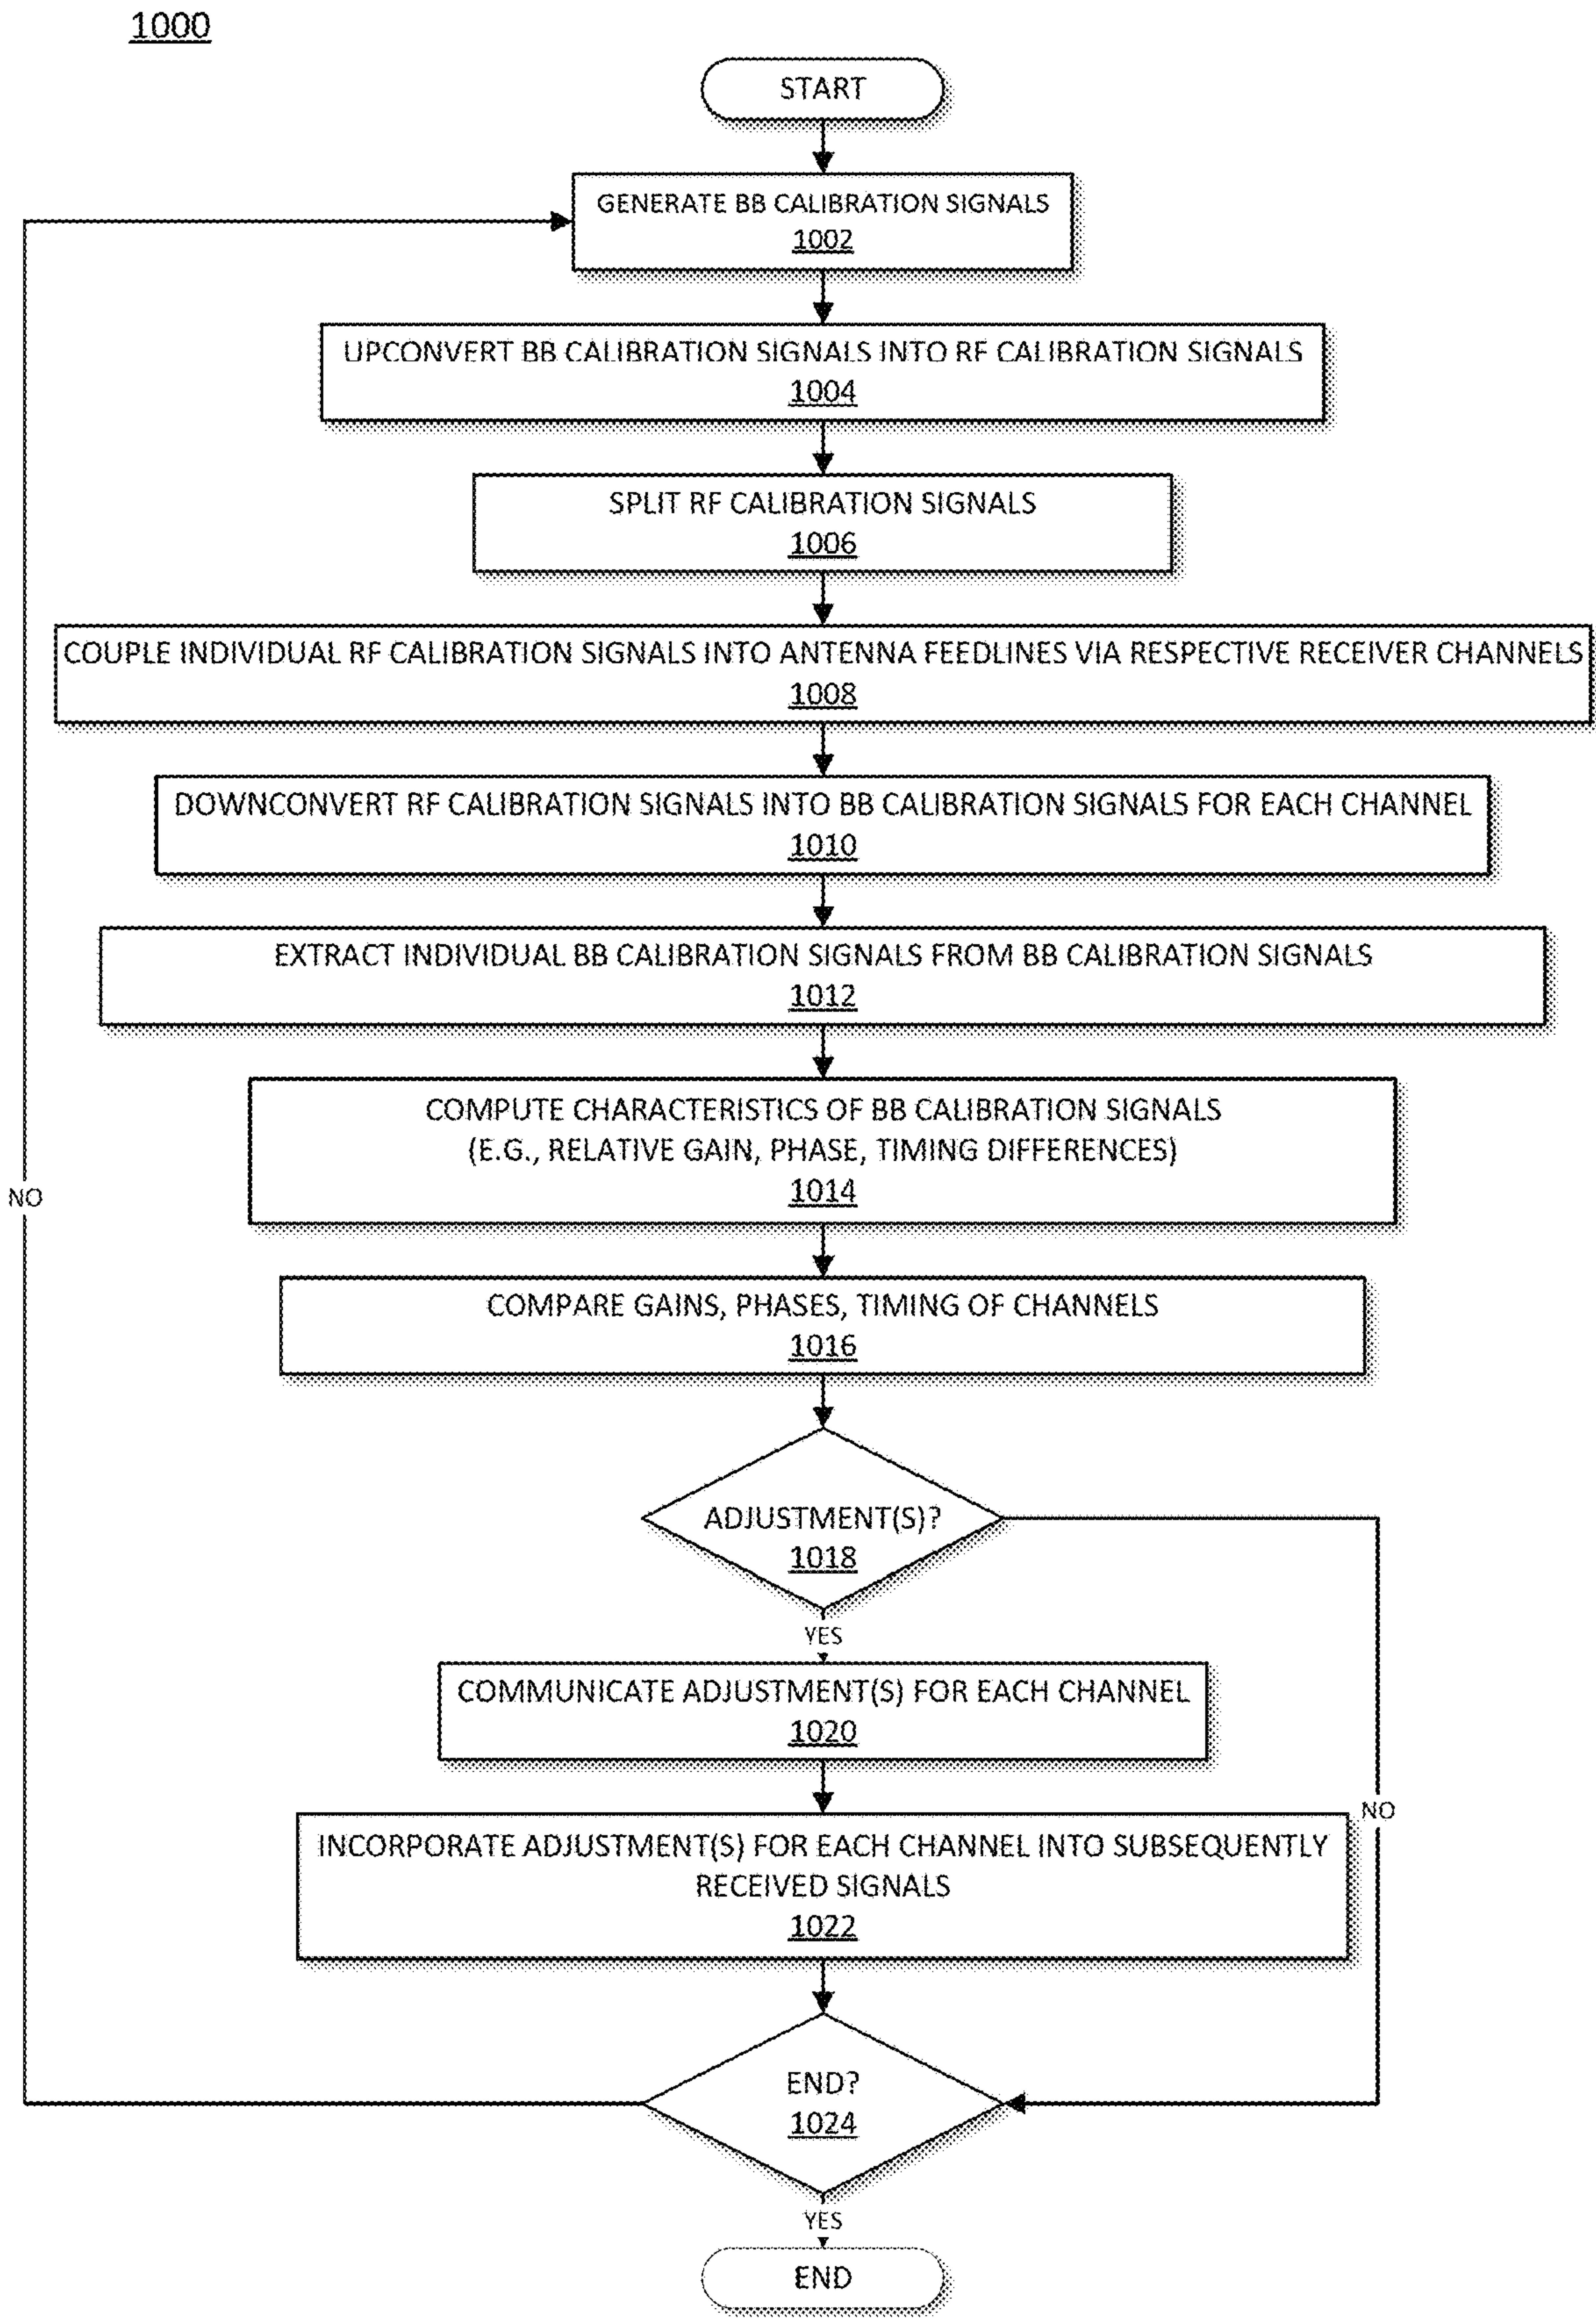 1000
START
GENERATE BB CALIBRATION SIGNALS
1002
UPCONVERT BB CALIBRATION SIGNALS INTO RF CALIBRATION SIGNALS
1004
SPLIT RF CALIBRATION SIGNALS
1006
COUPLE INDIVIDUAL RF CALIBRATION SIGNALS INTO ANTENNA FEEDLINES VIA RESPECTIVE RECEIVER CHANNELS
1008
DOWNCONVERT RF CALIBRATION SIGNALS INTO BB CALIBRATION SIGNALS FOR EACH CHANNEL
1010
EXTRACT INDIVIDUAL BB CALIBRATION SIGNALS FROM BB CALIBRATION SIGNALS
1012
COMPUTE CHARACTERISTICS OF BB CALIBRATION SIGNALS
(E.G., RELATIVE GAIN, PHASE, TIMING DIFFERENCES)
1014
NO
COMPARE GAINS, PHASES, TIMING OF CHANNELS
1016
ADJUSTMENT(S)?
1018
YES
COMMUNICATE ADJUSTMENT(S) FOR EACH CHANNEL
1020
NO
INCORPORATE ADJUSTMENT(S) FOR EACH CHANNEL INTO SUBSEQUENTLY
RECEIVED SIGNALS
1022
END?
1024
YES
END